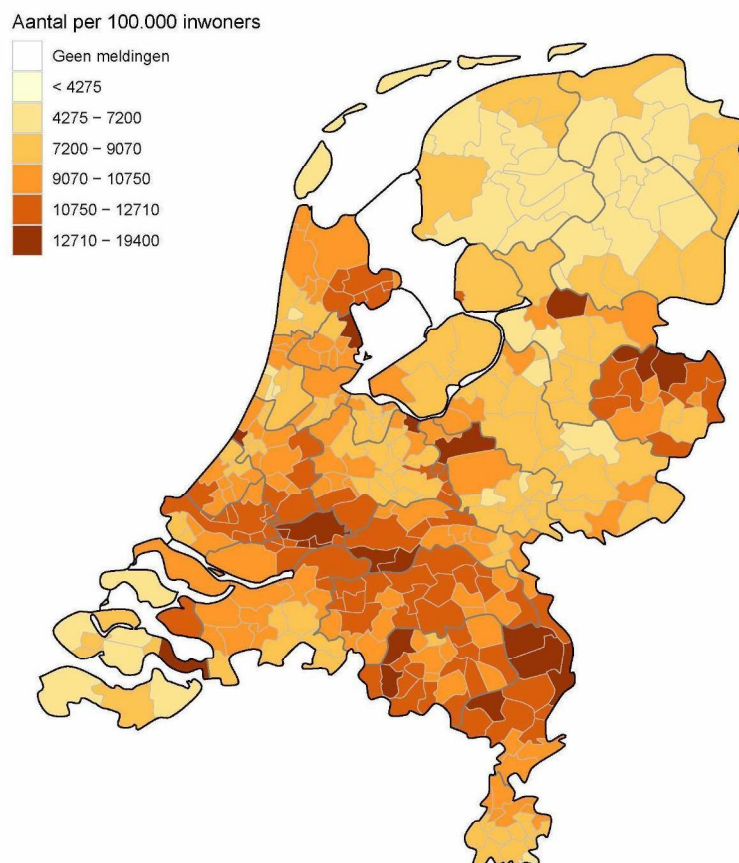 Aantal per 100.000 inwoners
Geen meldingen
< 4275
4275 – 7200
7200 – 9070
9070 – 10750
10750 – 12710
12710 – 19400